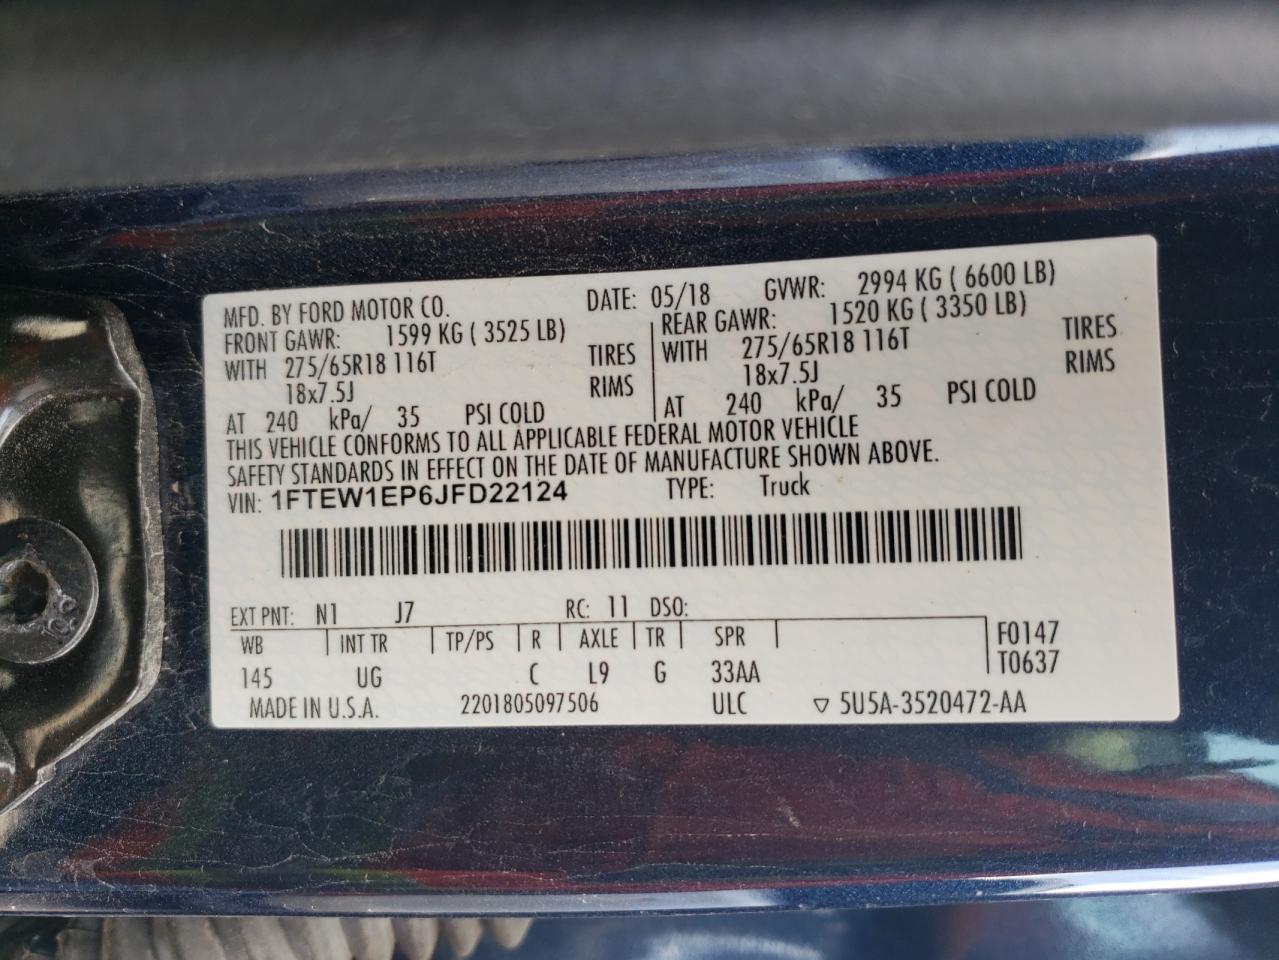 MFD. BY FORD MOTOR CO. DATE: 05/18 GVWR: 2994 KG ( 6600 LB)
FRONT GAWR: 1599 KG ( 3525 LB) REAR GAWR: 1520 KG ( 3350 LB)
WITH 275/65R18 116T TIRES WITH 275/65R18 116T TIRES
18x7.5J RIMS 18x7.5J RIMS
AT 240 kPa/ 35 PSI COLD AT 240 kPa/ 35 PSI COLD
THIS VEHICLE CONFORMS TO ALL APPLICABLE FEDERAL MOTOR VEHICLE
SAFETY STANDARDS IN EFFECT ON THE DATE OF MANUFACTURE SHOWN ABOVE.
VIN: 1FTEW1EP6JFD22124 TYPE: Truck
EXT PNT: N1 J7 RC: 11 DSO:
WB INT TR TP/PS R AXLE TR SPR F0147
145 UG C L9 G 33AA T0637
MADE IN U.S.A. 2201805097506 ULC ▽ 5U5A-3520472-AA